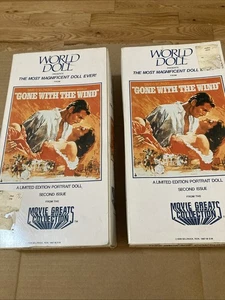 WORLD
DOLL
THE MOST MAGNIFICENT DOLL EVER!
"GONE WITH THE WIND"
A LIMITED EDITION PORTRAIT DOLL
SECOND ISSUE
FROM THE
MOVIE GREATS
COLLECTION
WORLD
DOLL
THE MOST MAGNIFICENT DOLL EVER!
"GONE WITH THE WIND"
A LIMITED EDITION PORTRAIT DOLL
SECOND ISSUE
FROM THE
MOVIE GREATS
COLLECTION